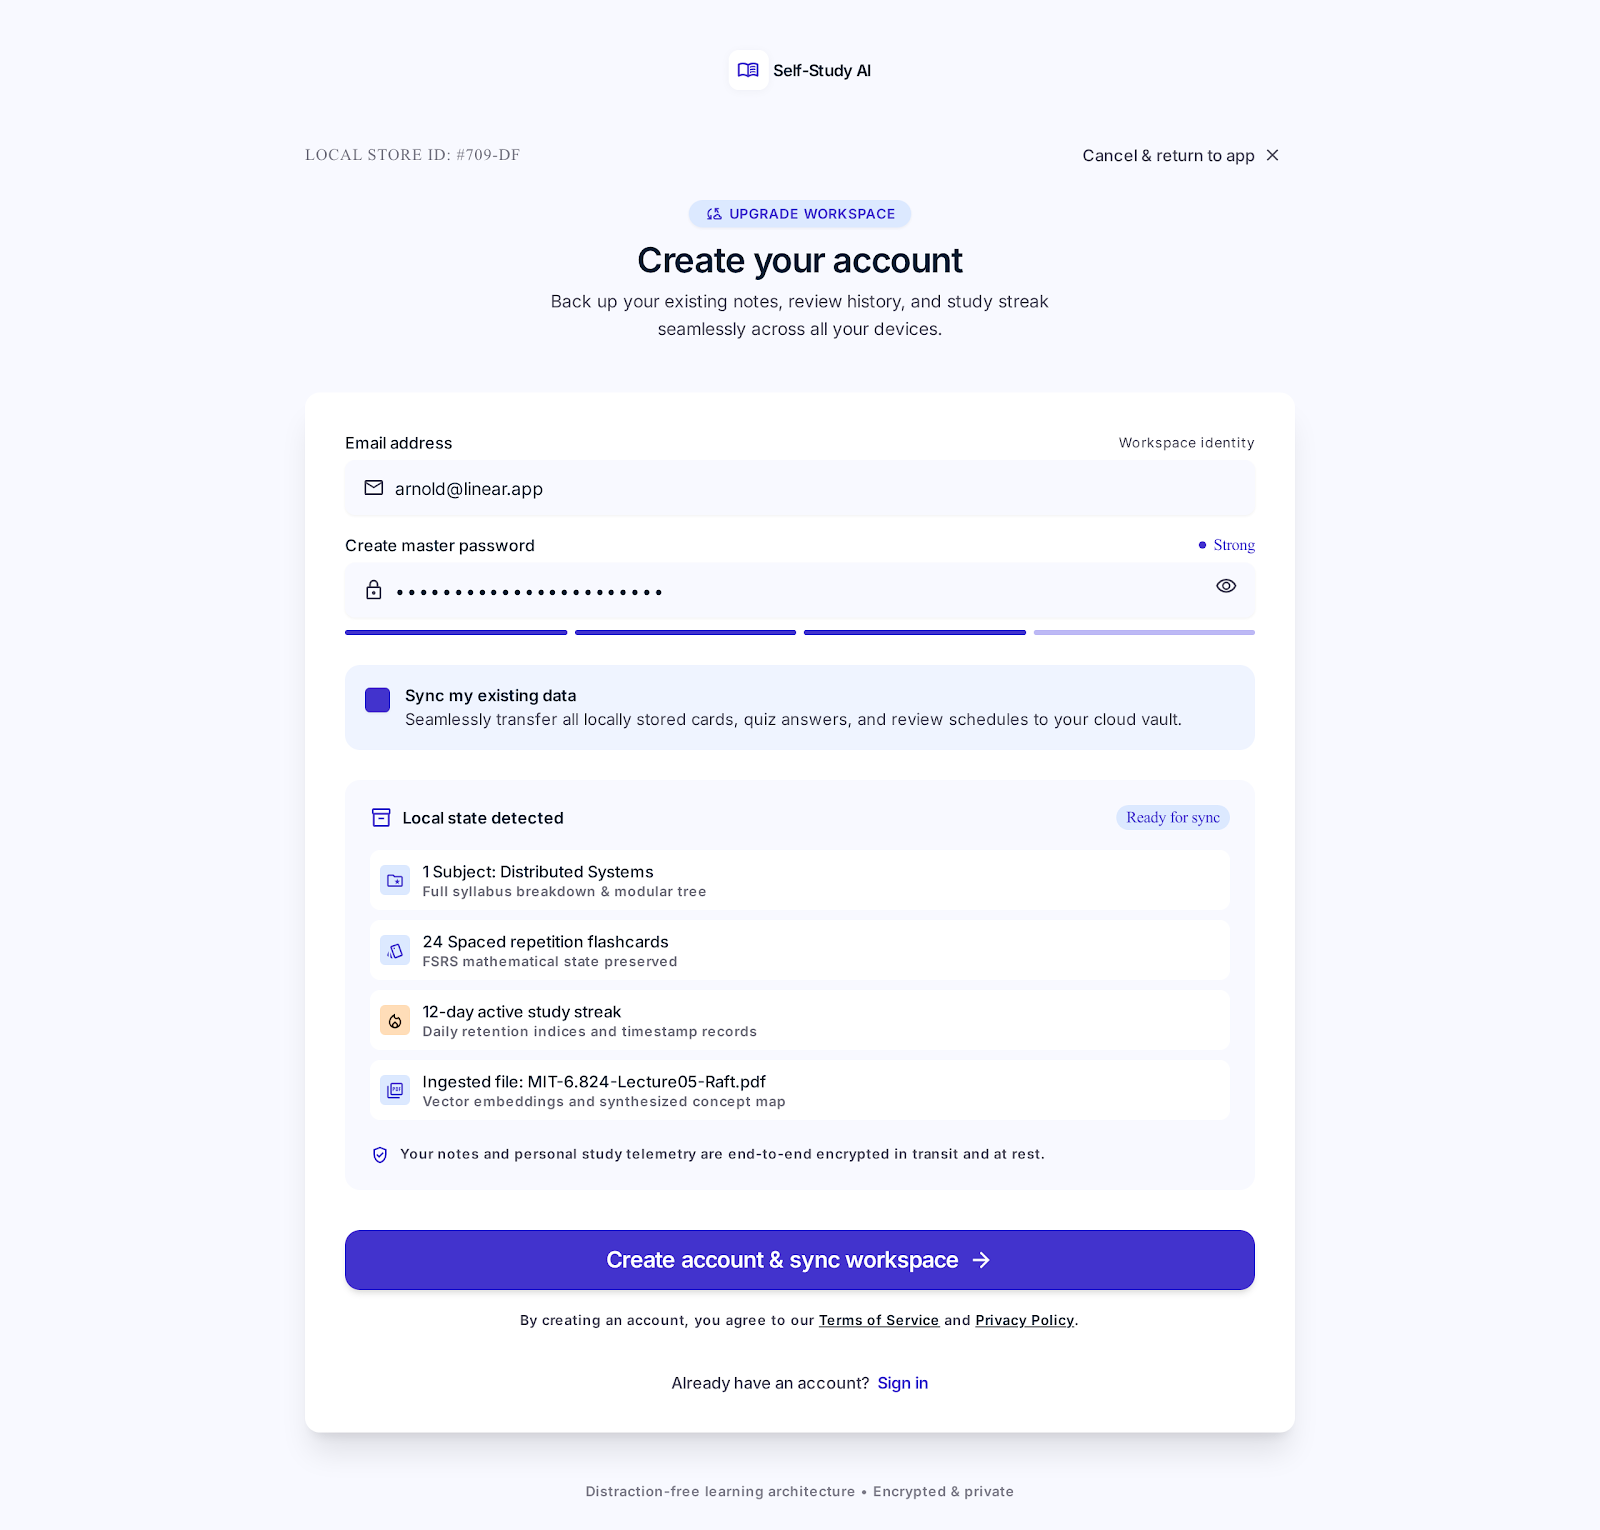 Self-Study AI
LOCAL STORE ID: #709-DF
Cancel & return to app
UPGRADE WORKSPACE
Create your account
Back up your existing notes, review history, and study streak
seamlessly across all your devices.
Email address
Workspace identity
arnold@linear.app
Create master password
Strong
Sync my existing data
Seamlessly transfer all locally stored cards, quiz answers, and review schedules to your cloud vault.
Local state detected
Ready for sync
1 Subject: Distributed Systems
Full syllabus breakdown & modular tree
24 Spaced repetition flashcards
FSRS mathematical state preserved
12-day active study streak
Daily retention indices and timestamp records
Ingested file: MIT-6.824-Lecture05-Raft.pdf
Vector embeddings and synthesized concept map
Your notes and personal study telemetry are end-to-end encrypted in transit and at rest.
Create account & sync workspace
By creating an account, you agree to our Terms of Service and Privacy Policy.
Already have an account? Sign in
Distraction-free learning architecture • Encrypted & private